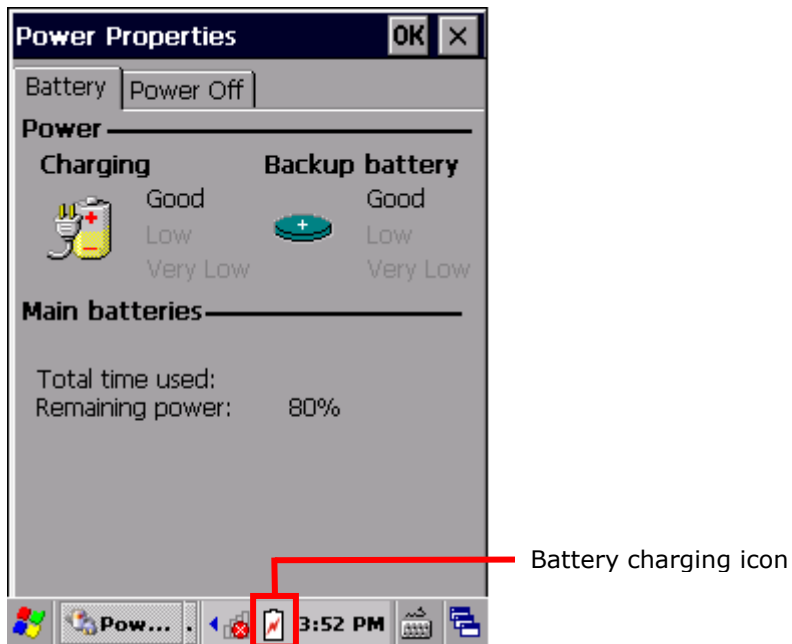 Power Properties OK ×
Battery Power Off
Power
Charging Backup battery
Good Good
Low Low
Very Low Very Low
Main batteries
Total time used:
Remaining power: 80%
Battery charging icon
Pow... . 3:52 PM